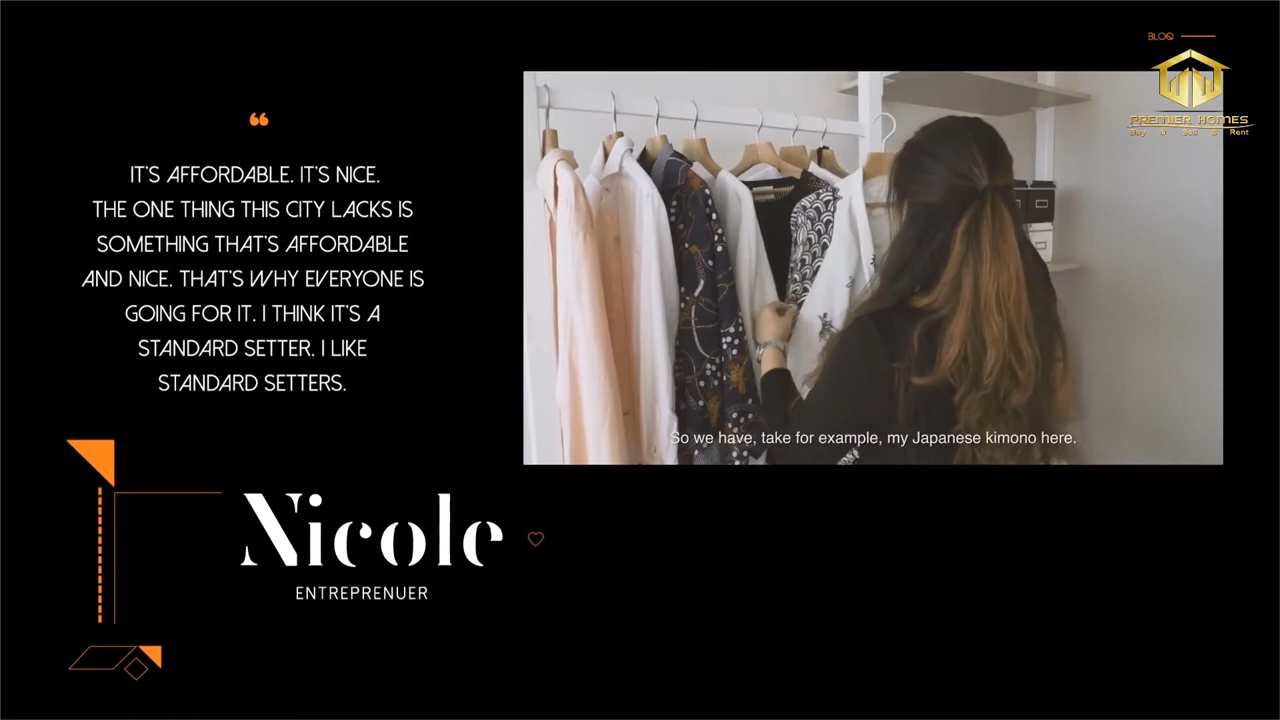 BLOQ
PREMIER HOMES
Buy Sell Rent
“
IT'S AFFORDABLE. IT'S NICE.
THE ONE THING THIS CITY LACKS IS
SOMETHING THAT'S AFFORDABLE
AND NICE. THAT'S WHY EVERYONE IS
GOING FOR IT. I THINK IT'S A
STANDARD SETTER. I LIKE
STANDARD SETTERS.
So we have, take for example, my Japanese kimono here.
Nicole
ENTREPRENUER